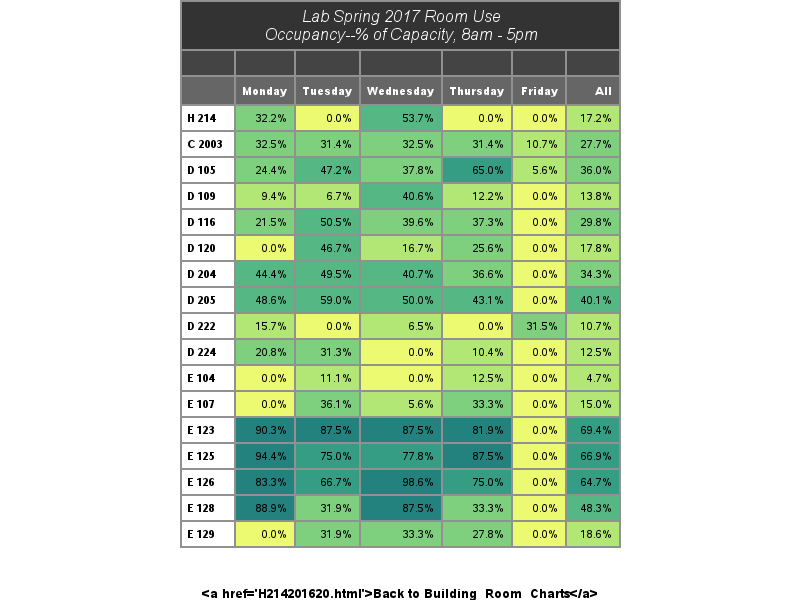 Lab Spring 2017 Room Use
Occupancy--% of Capacity, 8am - 5pm
Monday Tuesday Wednesday Thursday Friday All
H 214 32.2% 0.0% 53.7% 0.0% 0.0% 17.2%
C 2003 32.5% 31.4% 32.5% 31.4% 10.7% 27.7%
D 105 24.4% 47.2% 37.8% 65.0% 5.6% 36.0%
D 109 9.4% 6.7% 40.6% 12.2% 0.0% 13.8%
D 116 21.5% 50.5% 39.6% 37.3% 0.0% 29.8%
D 120 0.0% 46.7% 16.7% 25.6% 0.0% 17.8%
D 204 44.4% 49.5% 40.7% 36.6% 0.0% 34.3%
D 205 48.6% 59.0% 50.0% 43.1% 0.0% 40.1%
D 222 15.7% 0.0% 6.5% 0.0% 31.5% 10.7%
D 224 20.8% 31.3% 0.0% 10.4% 0.0% 12.5%
E 104 0.0% 11.1% 0.0% 12.5% 0.0% 4.7%
E 107 0.0% 36.1% 5.6% 33.3% 0.0% 15.0%
E 123 90.3% 87.5% 87.5% 81.9% 0.0% 69.4%
E 125 94.4% 75.0% 77.8% 87.5% 0.0% 66.9%
E 126 83.3% 66.7% 98.6% 75.0% 0.0% 64.7%
E 128 88.9% 31.9% 87.5% 33.3% 0.0% 48.3%
E 129 0.0% 31.9% 33.3% 27.8% 0.0% 18.6%
<a href='H214201620.html'>Back to Building_Room_Charts</a>